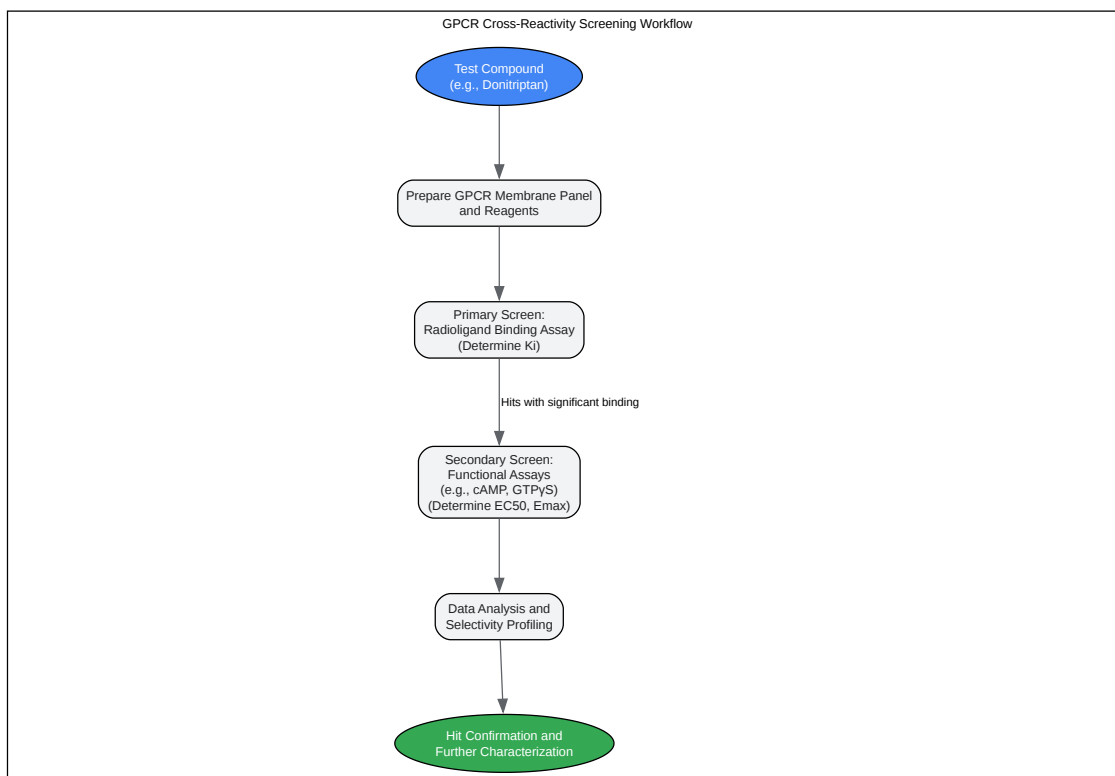 GPCR Cross-Reactivity Screening Workflow
Test Compound
(e.g., Donitriptan)
Prepare GPCR Membrane Panel
and Reagents
Primary Screen:
Radioligand Binding Assay
(Determine Ki)
Hits with significant binding
Secondary Screen:
Functional Assays
(e.g., cAMP, GTPγS)
(Determine EC50, Emax)
Data Analysis and
Selectivity Profiling
Hit Confirmation and
Further Characterization